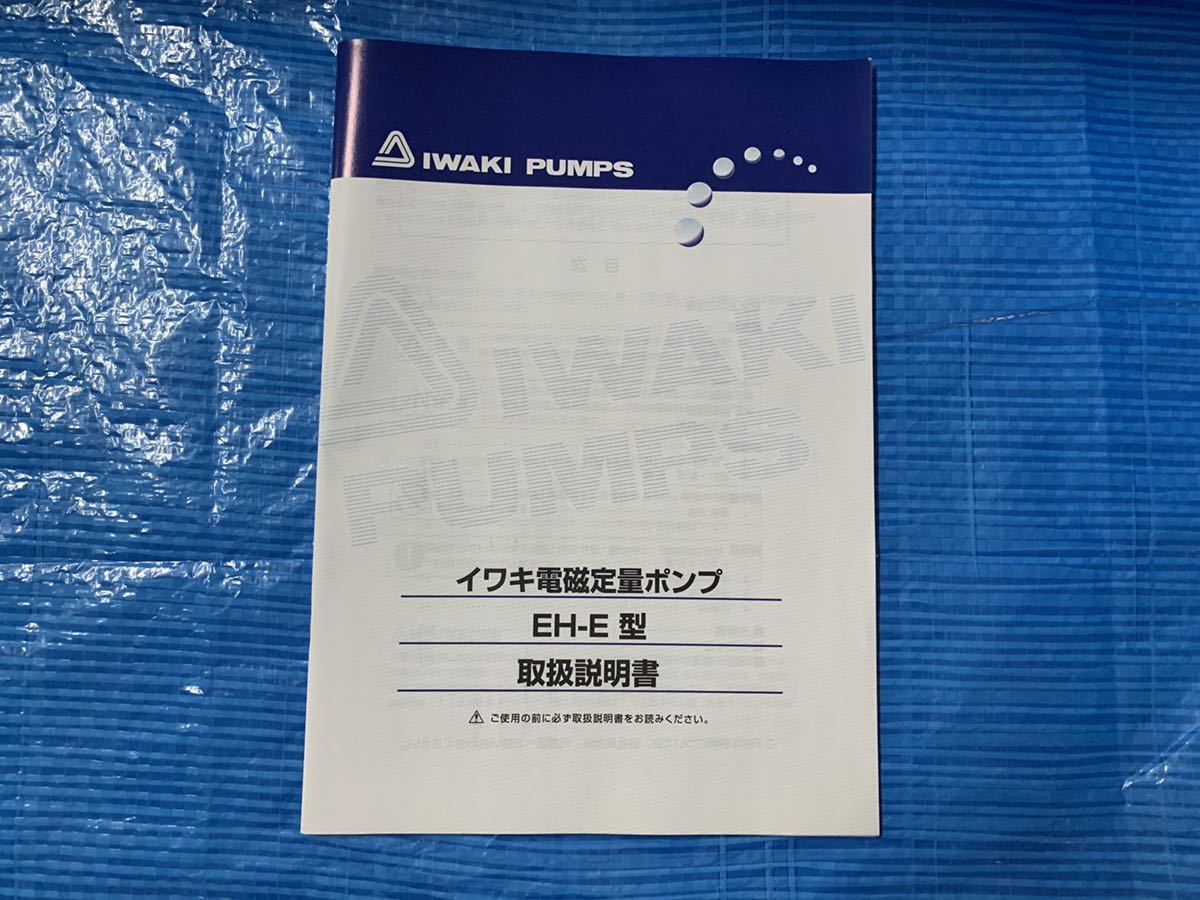 IWAKI PUMPS
IWAKI
PUMPS
イワキ電磁定量ポンプ
EH-E 型
取扱説明書
⚠ ご使用の前に必ず取扱説明書をお読みください。